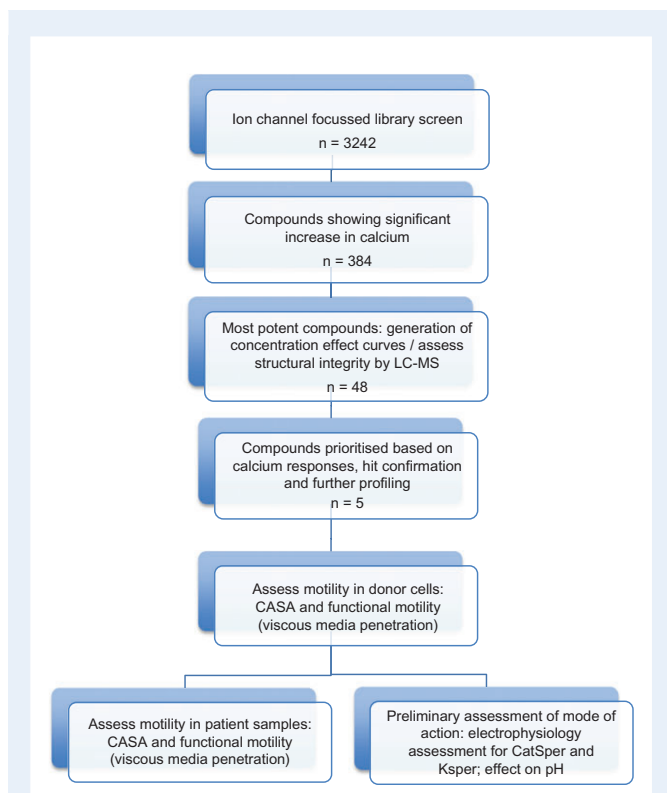 Ion channel focussed library screen
n = 3242
Compounds showing significant
increase in calcium
n = 384
Most potent compounds: generation of
concentration effect curves / assess
structural integrity by LC-MS
n = 48
Compounds prioritised based on
calcium responses, hit confirmation
and further profiling
n = 5
Assess motility in donor cells:
CASA and functional motility
(viscous media penetration)
Assess motility in patient samples:
CASA and functional motility
(viscous media penetration)
Preliminary assessment of mode of
action: electrophysiology
assessment for CatSper and
Ksper; effect on pH